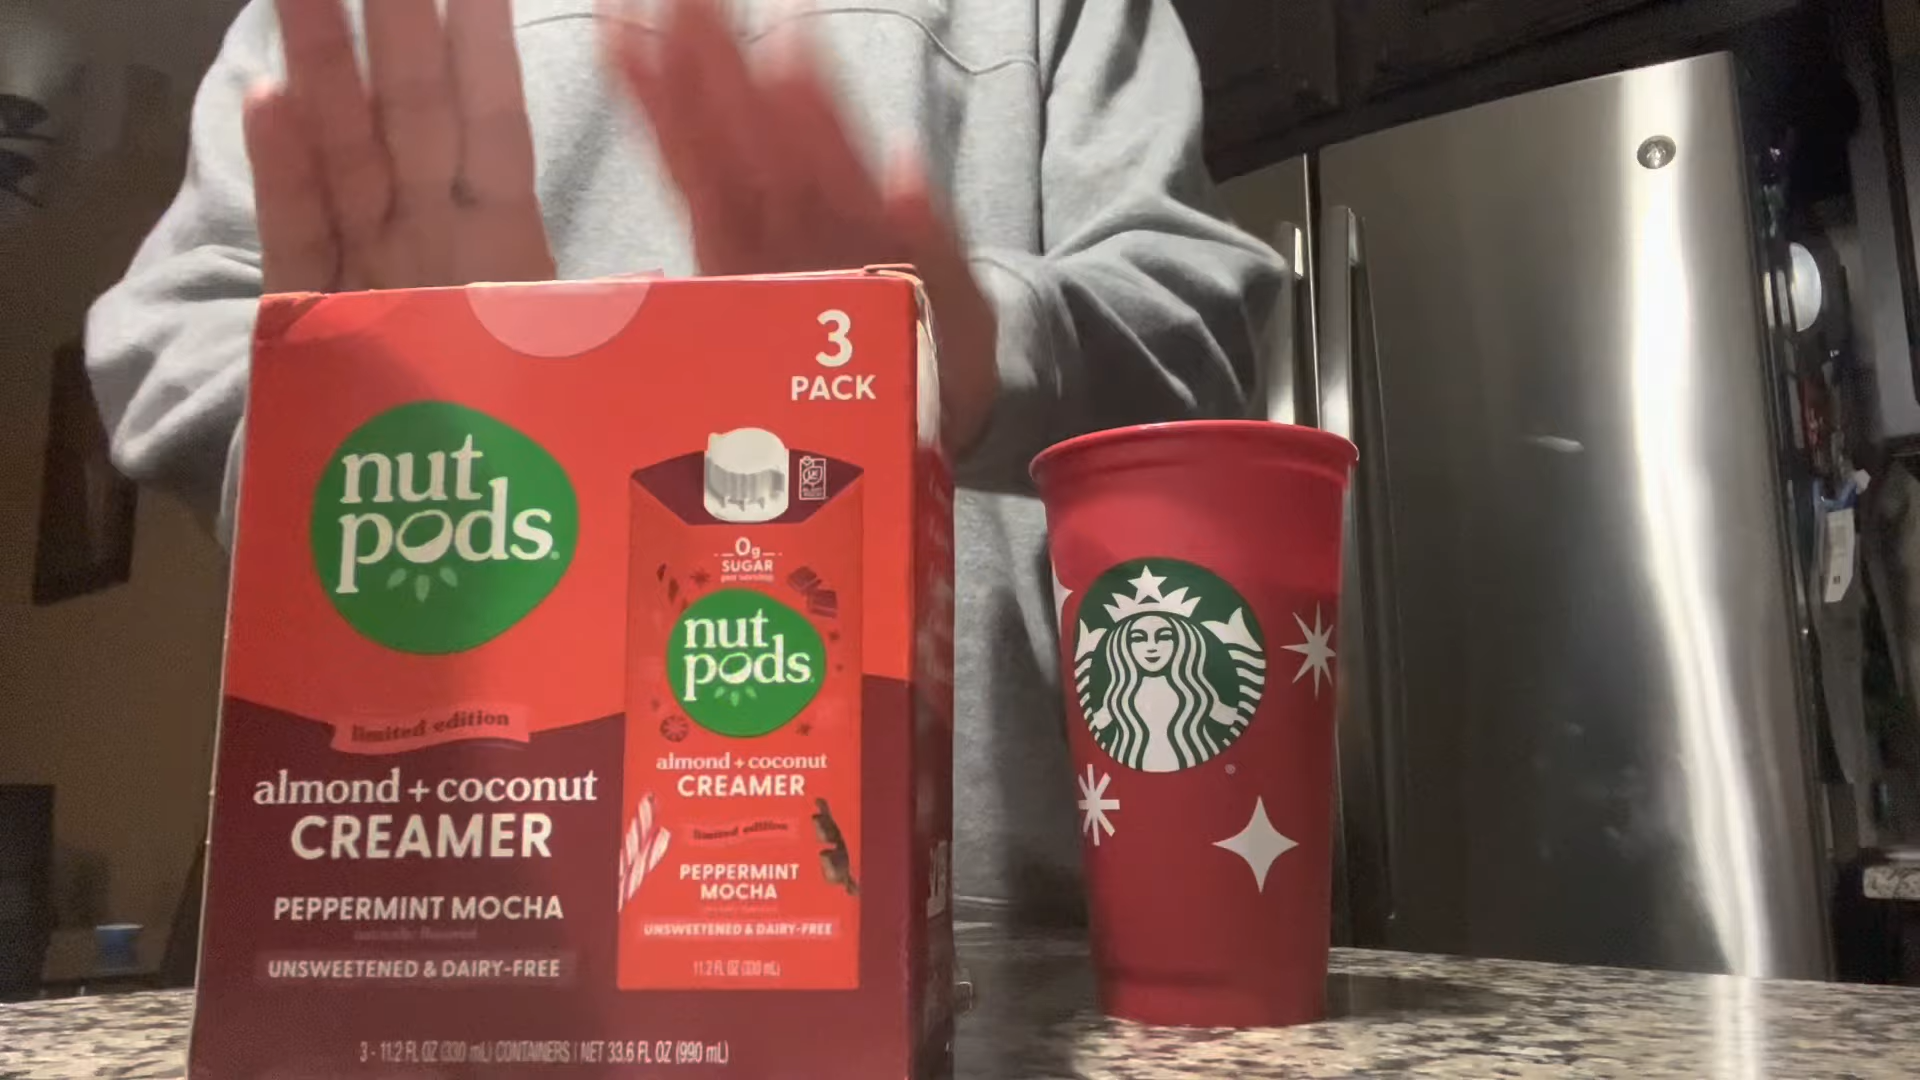 3
PACK
nut
pods
limited edition
almond + coconut
CREAMER
PEPPERMINT MOCHA
UNSWEETENED & DAIRY-FREE
3 - 11.2 FL OZ (330 mL) CONTAINERS | NET 33.6 FL OZ (990 mL)
0g
SUGAR
per serving
nut
pods
almond + coconut
CREAMER
limited edition
PEPPERMINT
MOCHA
UNSWEETENED & DAIRY-FREE
11.2 FL OZ (330 mL)